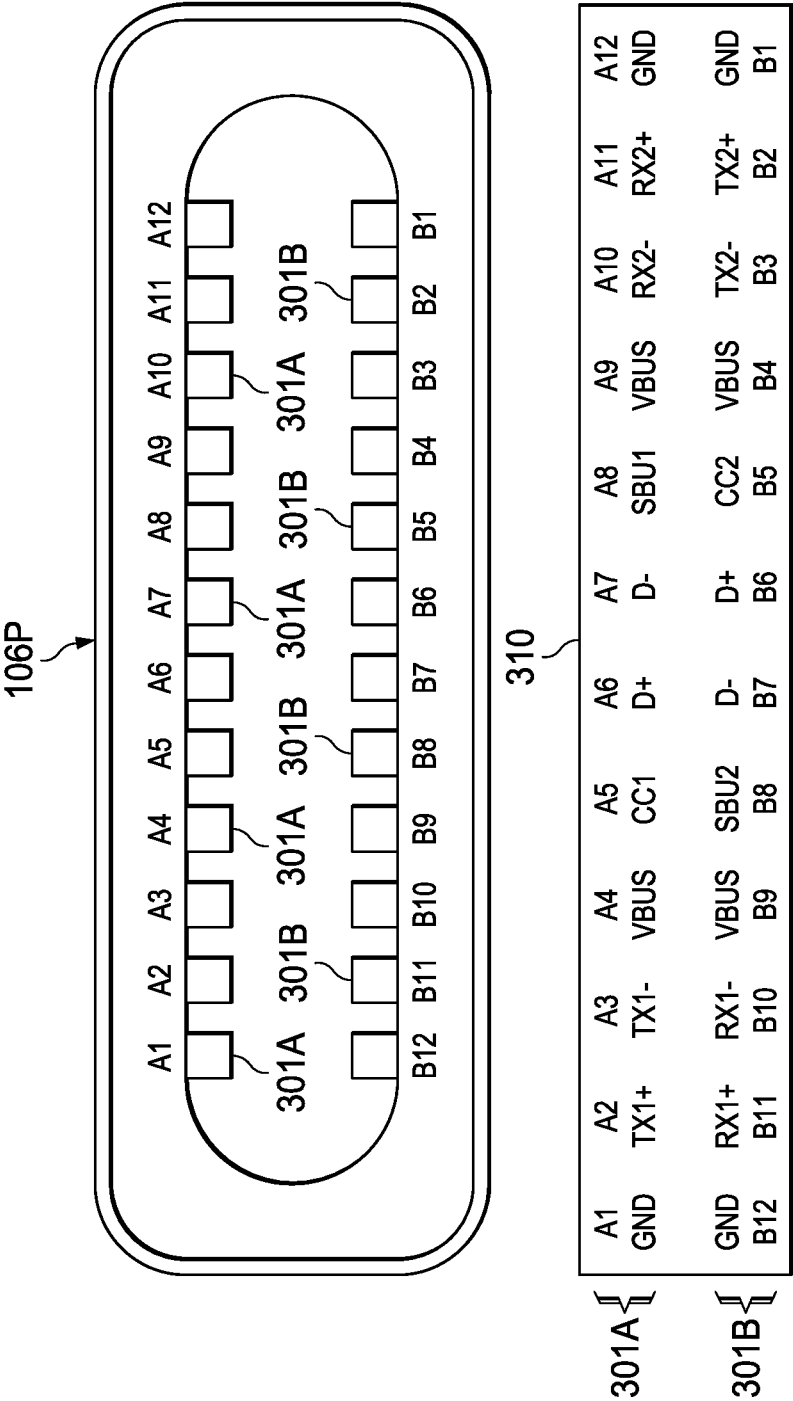 106P
A1 A2 A3 A4 A5 A6 A7 A8 A9 A10 A11 A12
301A 301B 301A 301B 301A 301B 301A 301B
B12 B11 B10 B9 B8 B7 B6 B5 B4 B3 B2 B1
310
A1 A2 A3 A4 A5 A6 A7 A8 A9 A10 A11 A12
301A GND TX1+ TX1- VBUS CC1 D+ D- SBU1 VBUS RX2- RX2+ GND
301B GND RX1+ RX1- VBUS SBU2 D- D+ CC2 VBUS TX2- TX2+ GND
B12 B11 B10 B9 B8 B7 B6 B5 B4 B3 B2 B1